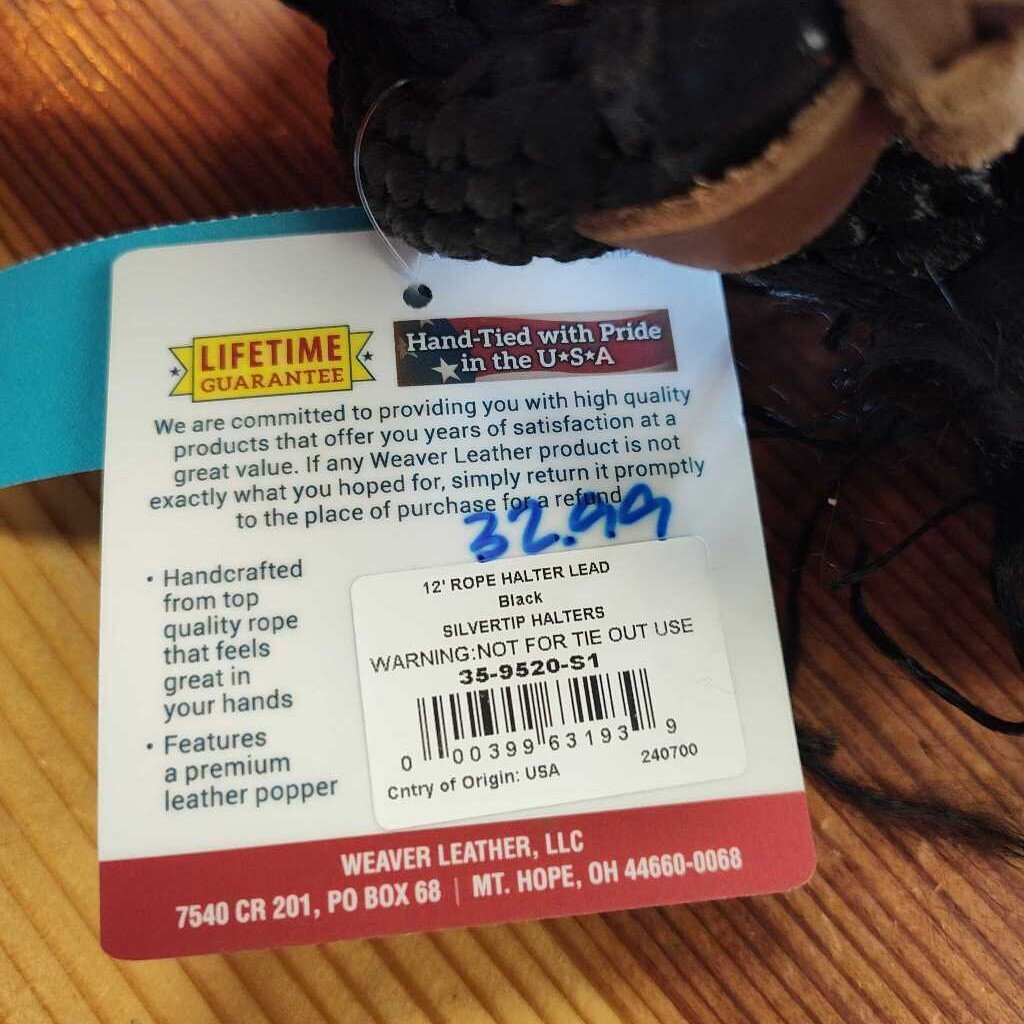 LIFETIME
GUARANTEE
Hand-Tied with Pride
in the U★S★A
We are committed to providing you with high quality
products that offer you years of satisfaction at a
great value. If any Weaver Leather product is not
exactly what you hoped for, simply return it promptly
to the place of purchase for a refund.
32.99
• Handcrafted
from top
quality rope
that feels
great in
your hands
• Features
a premium
leather popper
12' ROPE HALTER LEAD
Black
SILVERTIP HALTERS
WARNING:NOT FOR TIE OUT USE
35-9520-S1
0 00399 63193 9
Cntry of Origin: USA
240700
WEAVER LEATHER, LLC
7540 CR 201, PO BOX 68 | MT. HOPE, OH 44660-0068